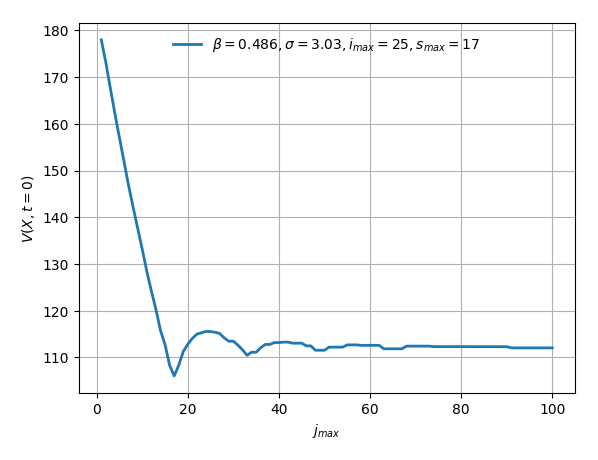 β = 0.486, σ = 3.03, i_max = 25, s_max = 17
180
170
160
150
140
130
120
110
V(X, t = 0)
0 20 40 60 80 100
j_max